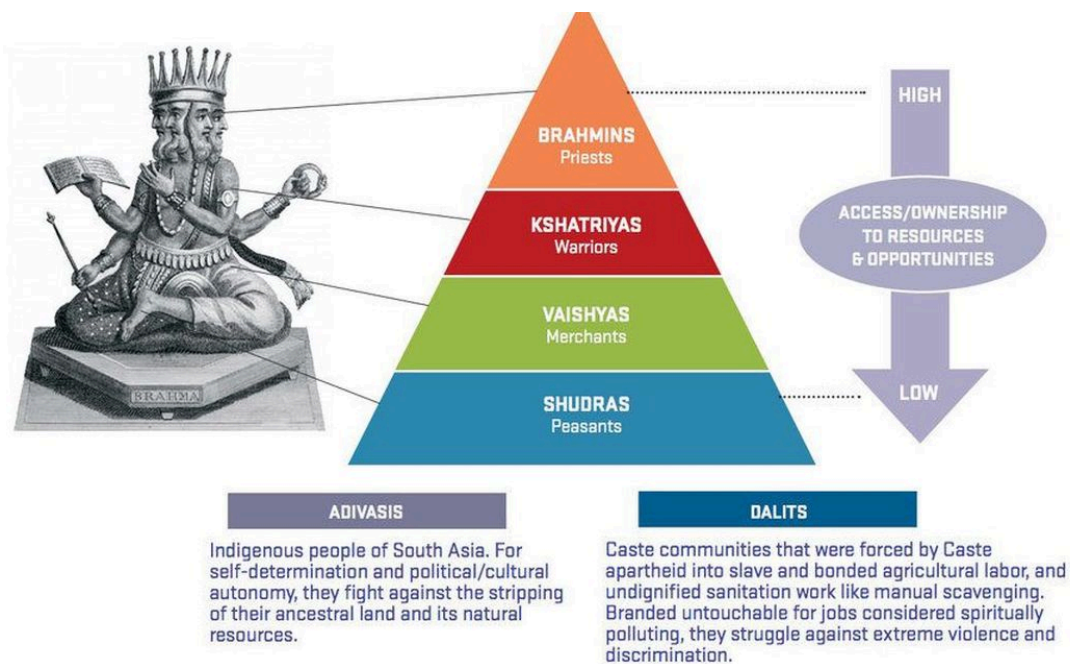 BRAHMINS
Priests
KSHATRIYAS
Warriors
VAISHYAS
Merchants
SHUDRAS
Peasants
HIGH
ACCESS/OWNERSHIP
TO RESOURCES
& OPPORTUNITIES
LOW
BRAHMA
ADIVASIS
Indigenous people of South Asia. For
self-determination and political/cultural
autonomy, they fight against the stripping
of their ancestral land and its natural
resources.
DALITS
Caste communities that were forced by Caste
apartheid into slave and bonded agricultural labor, and
undignified sanitation work like manual scavenging.
Branded untouchable for jobs considered spiritually
polluting, they struggle against extreme violence and
discrimination.